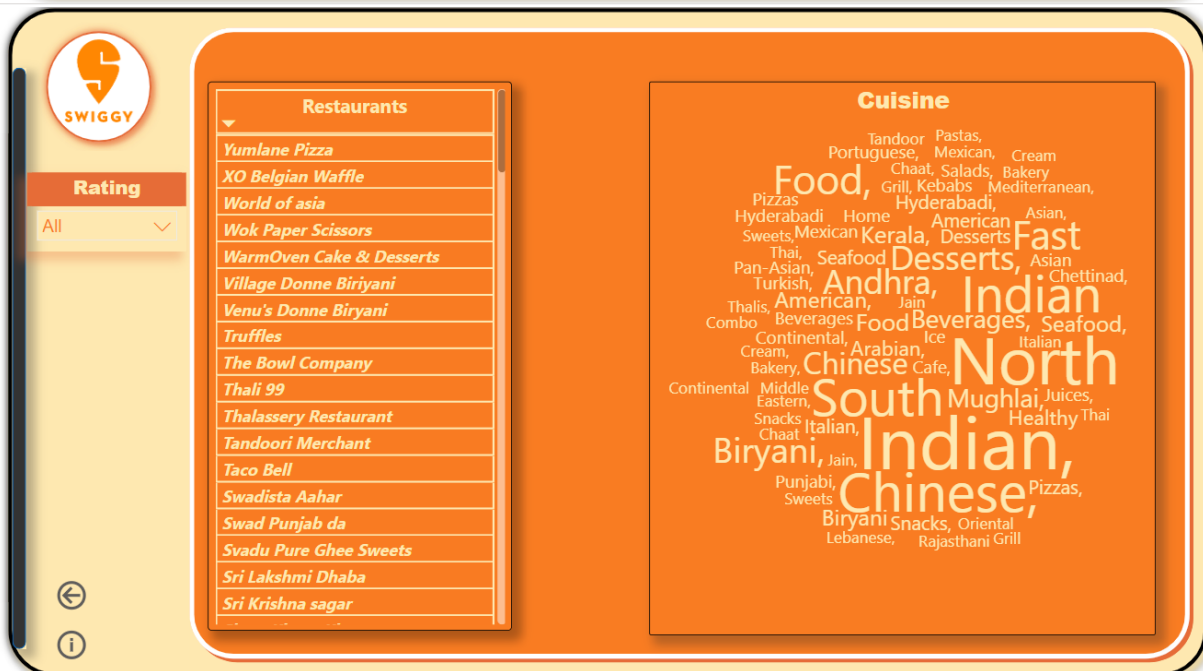 SWIGGY
Rating
All
Restaurants
Yumlane Pizza
XO Belgian Waffle
World of asia
Wok Paper Scissors
WarmOven Cake & Desserts
Village Donne Biriyani
Venu's Donne Biryani
Truffles
The Bowl Company
Thali 99
Thalassery Restaurant
Tandoori Merchant
Taco Bell
Swadista Aahar
Swad Punjab da
Svadu Pure Ghee Sweets
Sri Lakshmi Dhaba
Sri Krishna sagar
Cuisine
Tandoor Pastas,
Portuguese, Mexican, Cream
Food, Chaat, Salads, Bakery
Grill, Kebabs Mediterranean,
Pizzas Hyderabadi,
Hyderabadi Home American Asian,
Sweets, Mexican Kerala, Desserts Fast
Thai, Seafood Desserts, Asian
Pan-Asian, Chettinad,
Turkish, Andhra, Indian
Thalis, American, Jain
Combo Beverages Food Beverages, Seafood,
Continental, Ice Italian
Cream, Arabian,
Bakery, Chinese Cafe, North
Continental Middle
Eastern, South Mughlai, Juices,
Snacks Italian, Healthy Thai
Chaat
Biryani, Jain, Indian,
Punjabi, Chinese, Pizzas,
Sweets
Biryani Snacks, Oriental
Lebanese, Rajasthani Grill